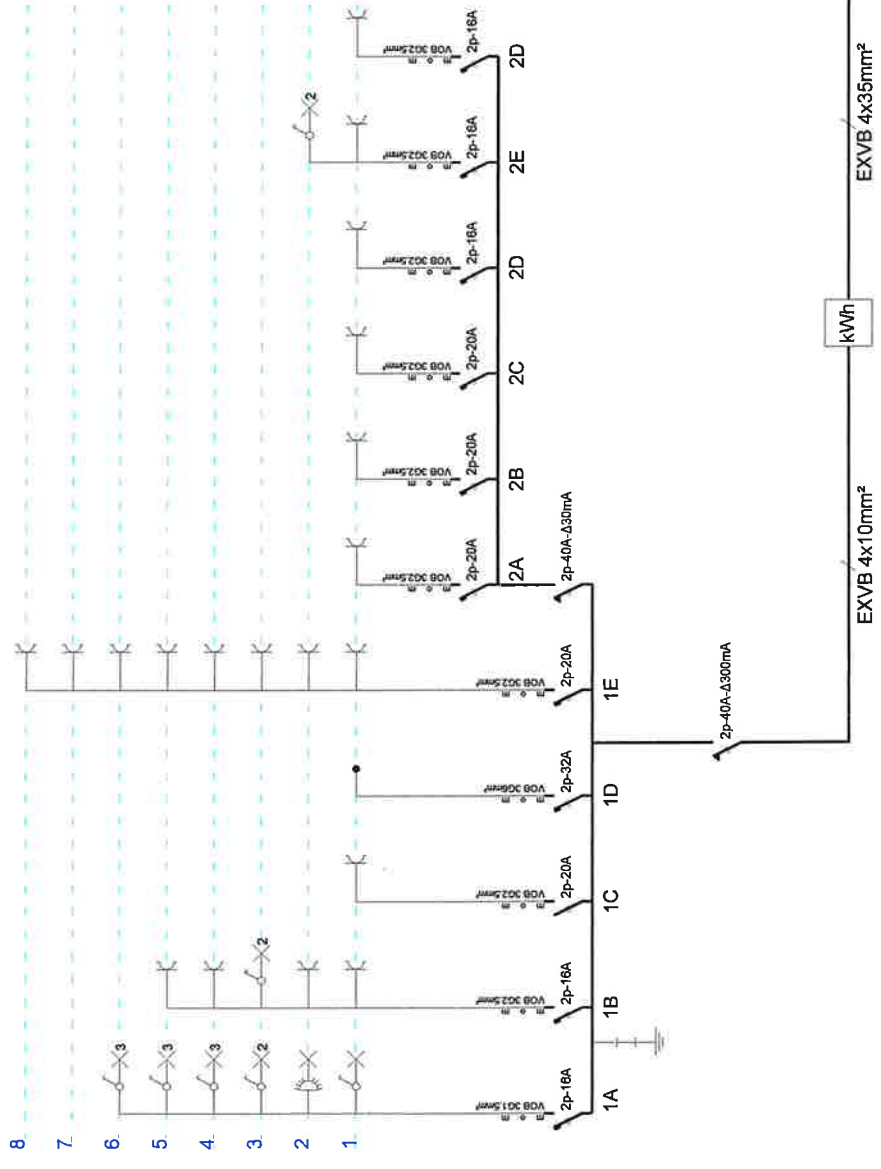 8
7
6
5
4
3
2
1
3
3
3
2
VOB 3G1.5mm²
2p-16A
1A
2
VOB 3G2.5mm²
2p-16A
1B
VOB 3G2.5mm²
2p-20A
1C
VOB 3G6mm²
2p-32A
1D
VOB 3G2.5mm²
2p-20A
1E
2p-40A-Δ30mA
VOB 3G2.5mm²
2p-20A
2A
VOB 3G2.5mm²
2p-20A
2B
VOB 3G2.5mm²
2p-20A
2C
VOB 3G2.5mm²
2p-16A
2D
2
VOB 3G2.5mm²
2p-16A
2E
VOB 3G2.5mm²
2p-16A
2D
2p-40A-Δ300mA
EXVB 4x10mm²
kWh
EXVB 4x35mm²